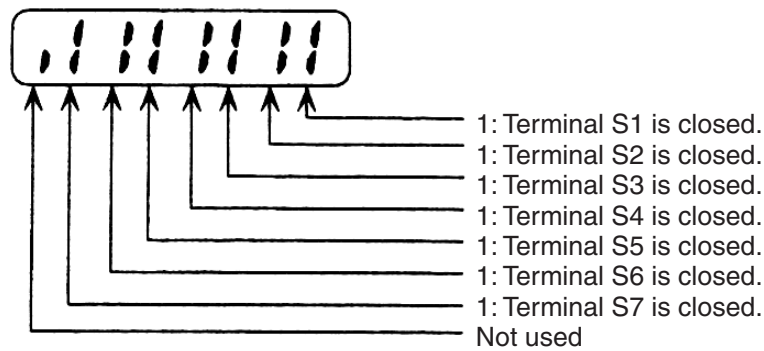 1: Terminal S1 is closed.
1: Terminal S2 is closed.
1: Terminal S3 is closed.
1: Terminal S4 is closed.
1: Terminal S5 is closed.
1: Terminal S6 is closed.
1: Terminal S7 is closed.
Not used